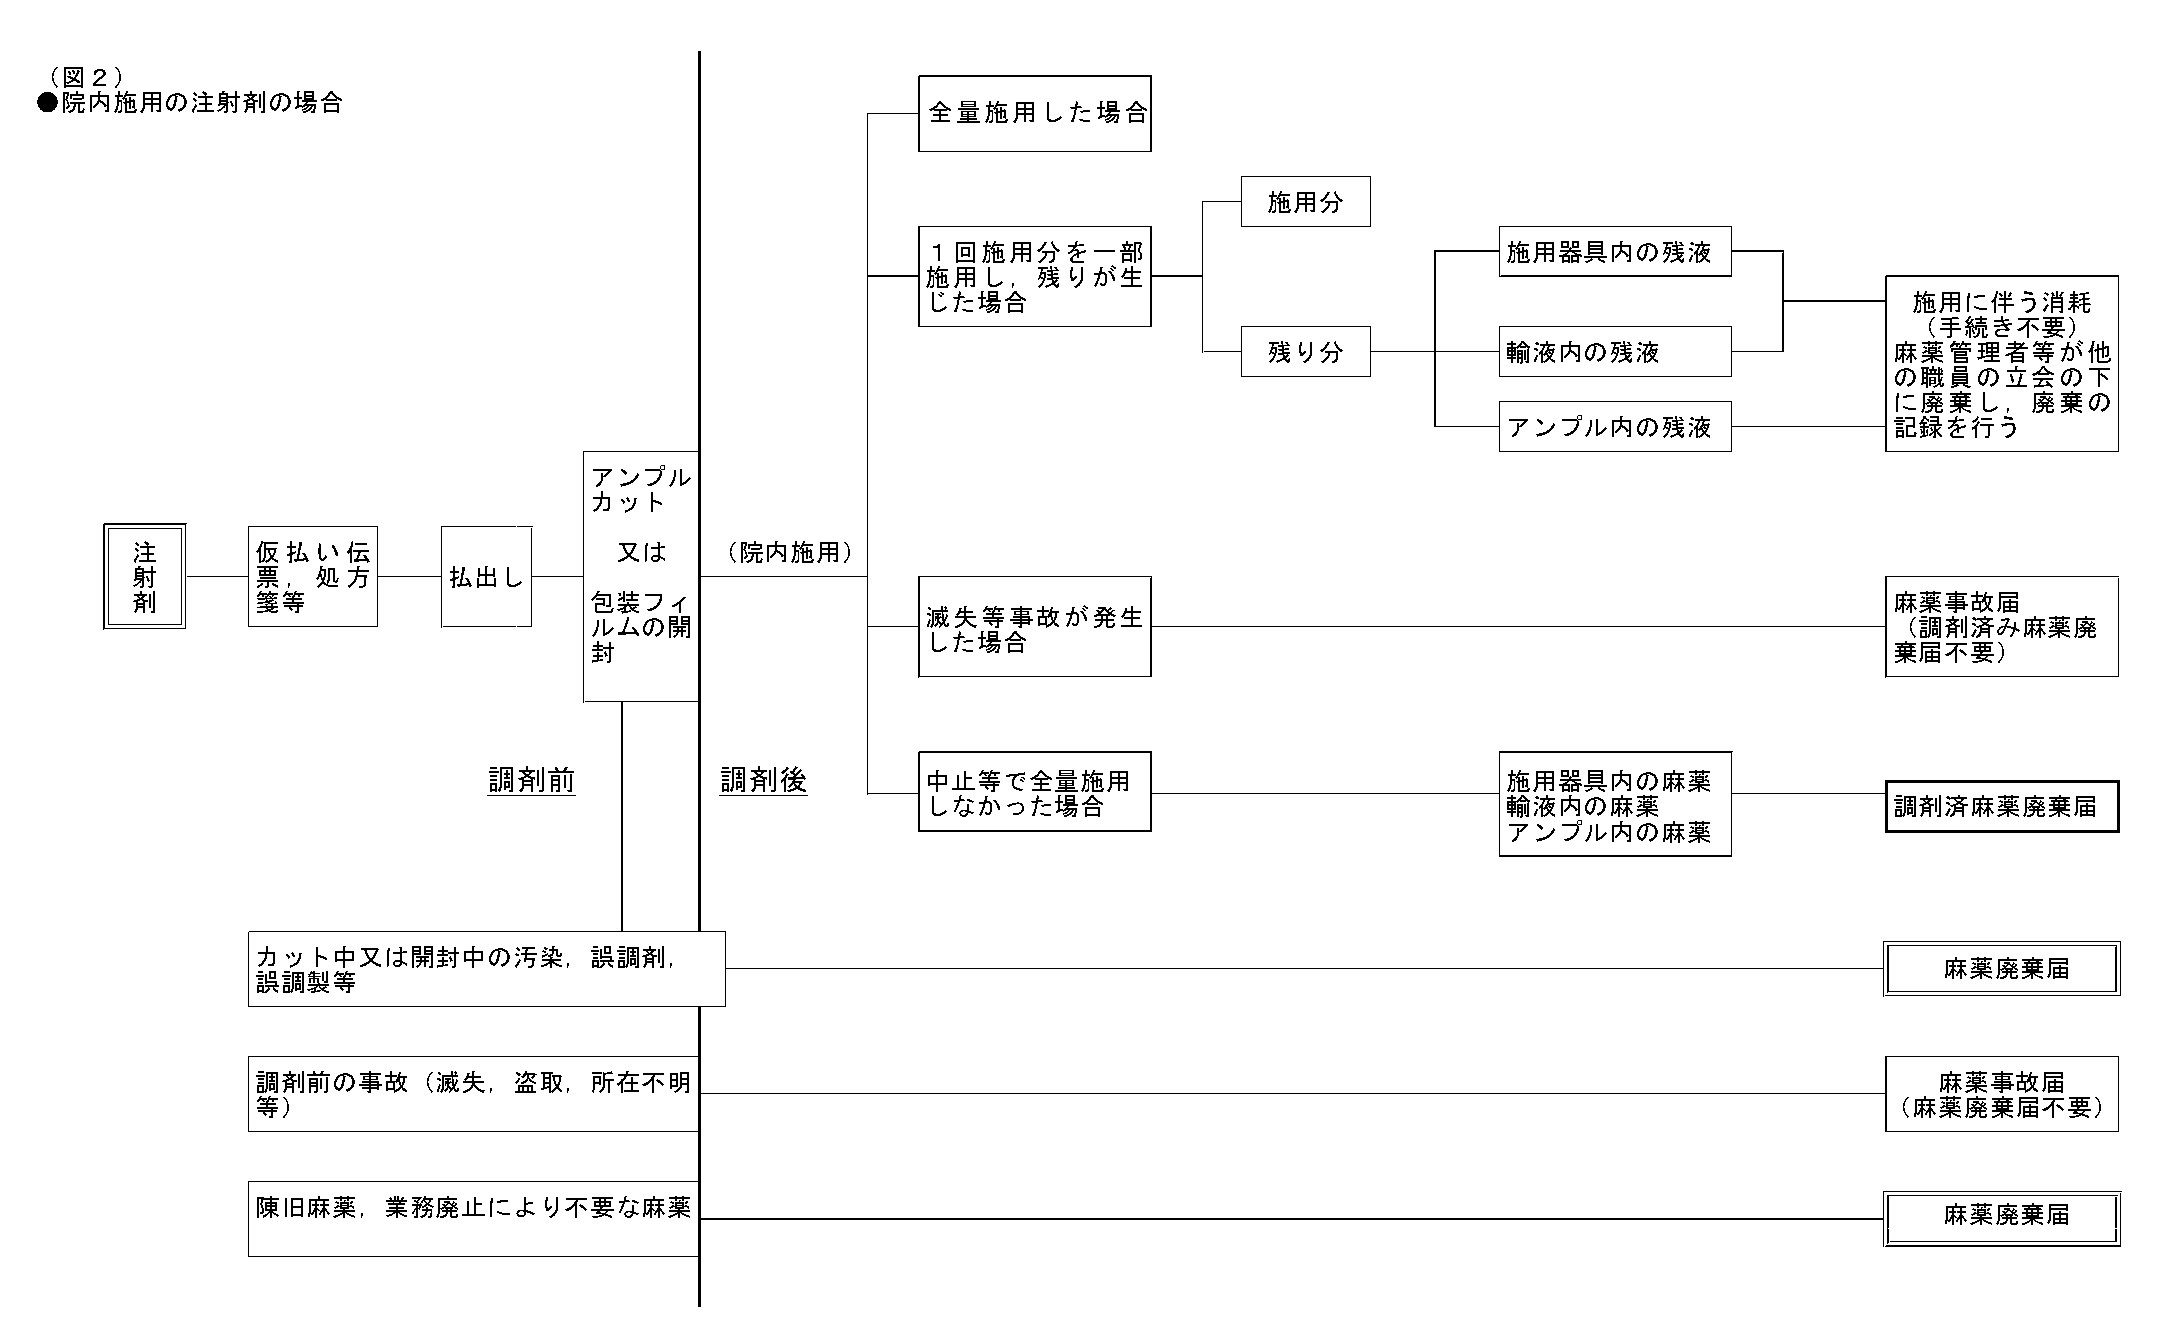 （図２）
●院内施用の注射剤の場合
全量施用した場合
施用分
１回施用分を一部
施用し，残りが生
じた場合
残り分
施用器具内の残液
輸液内の残液
アンプル内の残液
施用に伴う消耗
（手続き不要）
麻薬管理者等が他
の職員の立会の下
に廃棄し，廃棄の
記録を行う
注
射
剤
仮払い伝
票，処方
箋等
払出し
アンプル
カット
又は
包装フィ
ルムの開
封
（院内施用）
滅失等事故が発生
した場合
麻薬事故届
（調剤済み麻薬廃
棄届不要）
調剤前
調剤後
中止等で全量施用
しなかった場合
施用器具内の麻薬
輸液内の麻薬
アンプル内の麻薬
調剤済麻薬廃棄届
カット中又は開封中の汚染，誤調剤，
誤調製等
麻薬廃棄届
調剤前の事故（滅失，盗取，所在不明
等）
麻薬事故届
（麻薬廃棄届不要）
陳旧麻薬，業務廃止により不要な麻薬
麻薬廃棄届